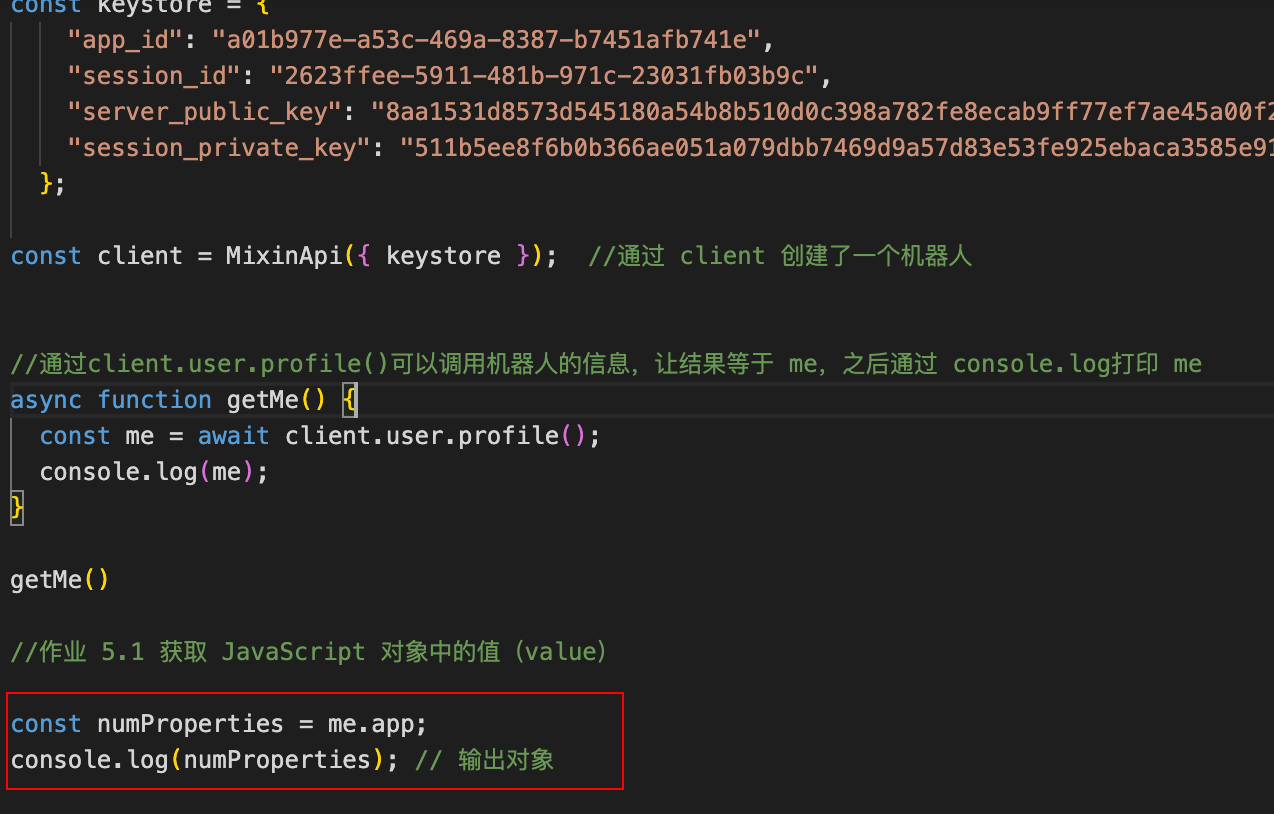 const keystore = {
"app_id": "a01b977e-a53c-469a-8387-b7451afb741e",
"session_id": "2623ffee-5911-481b-971c-23031fb03b9c",
"server_public_key": "8aa1531d8573d545180a54b8b510d0c398a782fe8ecab9ff77ef7ae45a00f2
"session_private_key": "511b5ee8f6b0b366ae051a079dbb7469d9a57d83e53fe925ebaca3585e91
};
const client = MixinApi({ keystore });  //通过 client 创建了一个机器人
//通过client.user.profile()可以调用机器人的信息，让结果等于 me，之后通过 console.log打印 me
async function getMe() {
const me = await client.user.profile();
console.log(me);
}
getMe()
//作业 5.1 获取 JavaScript 对象中的值（value）
const numProperties = me.app;
console.log(numProperties); // 输出对象